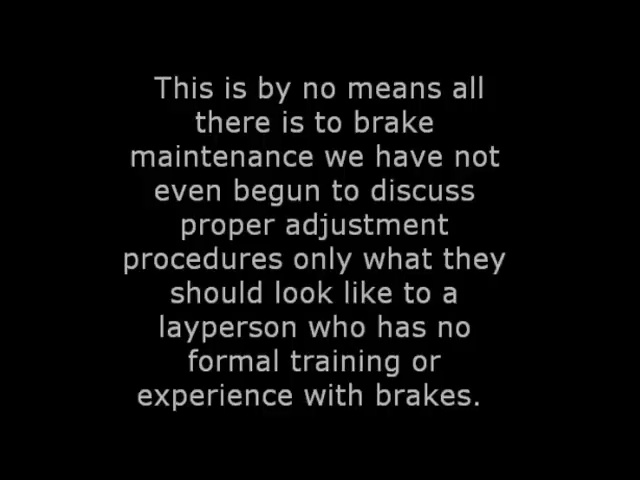 This is by no means all
there is to brake
maintenance we have not
even begun to discuss
proper adjustment
procedures only what they
should look like to a
layperson who has no
formal training or
experience with brakes.